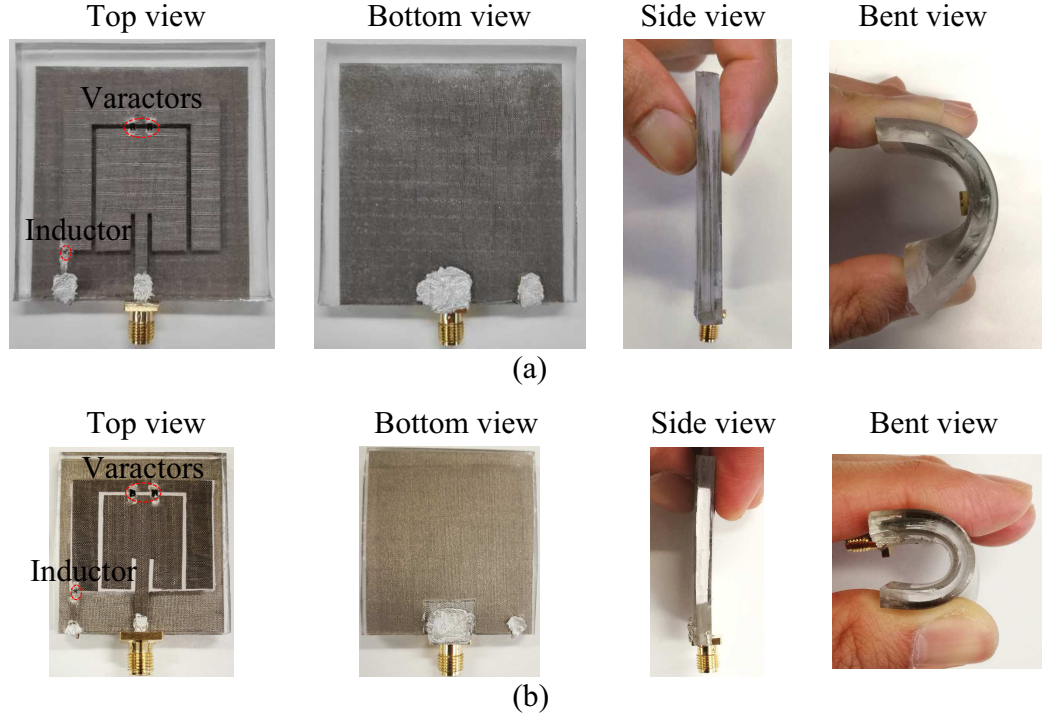 Top view
Bottom view
Side view
Bent view
Varactors
Inductor
(a)
Top view
Bottom view
Side view
Bent view
Varactors
Inductor
(b)